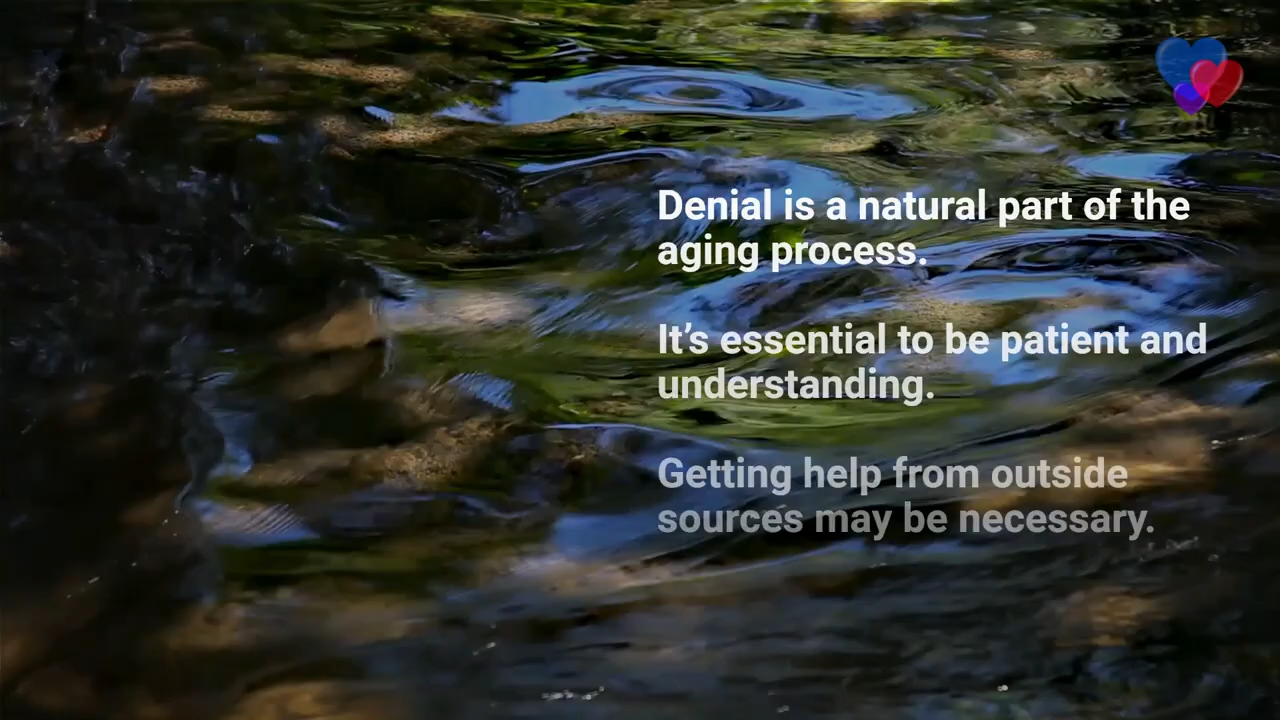 Denial is a natural part of the
aging process.
It’s essential to be patient and
understanding.
Getting help from outside
sources may be necessary.